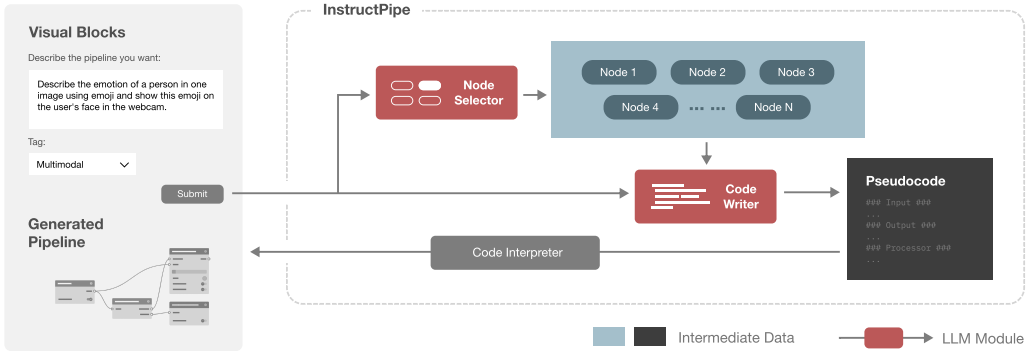 InstructPipe
Visual Blocks
Describe the pipeline you want:
Describe the emotion of a person in one
image using emoji and show this emoji on
the user's face in the webcam.
Tag:
Multimodal
Submit
Generated
Pipeline
Node
Selector
Node 1
Node 2
Node 3
Node 4
... ...
Node N
Code
Writer
Pseudocode
### Input ###
...
### Output ###
...
### Processor ###
...
Code Interpreter
Intermediate Data
LLM Module